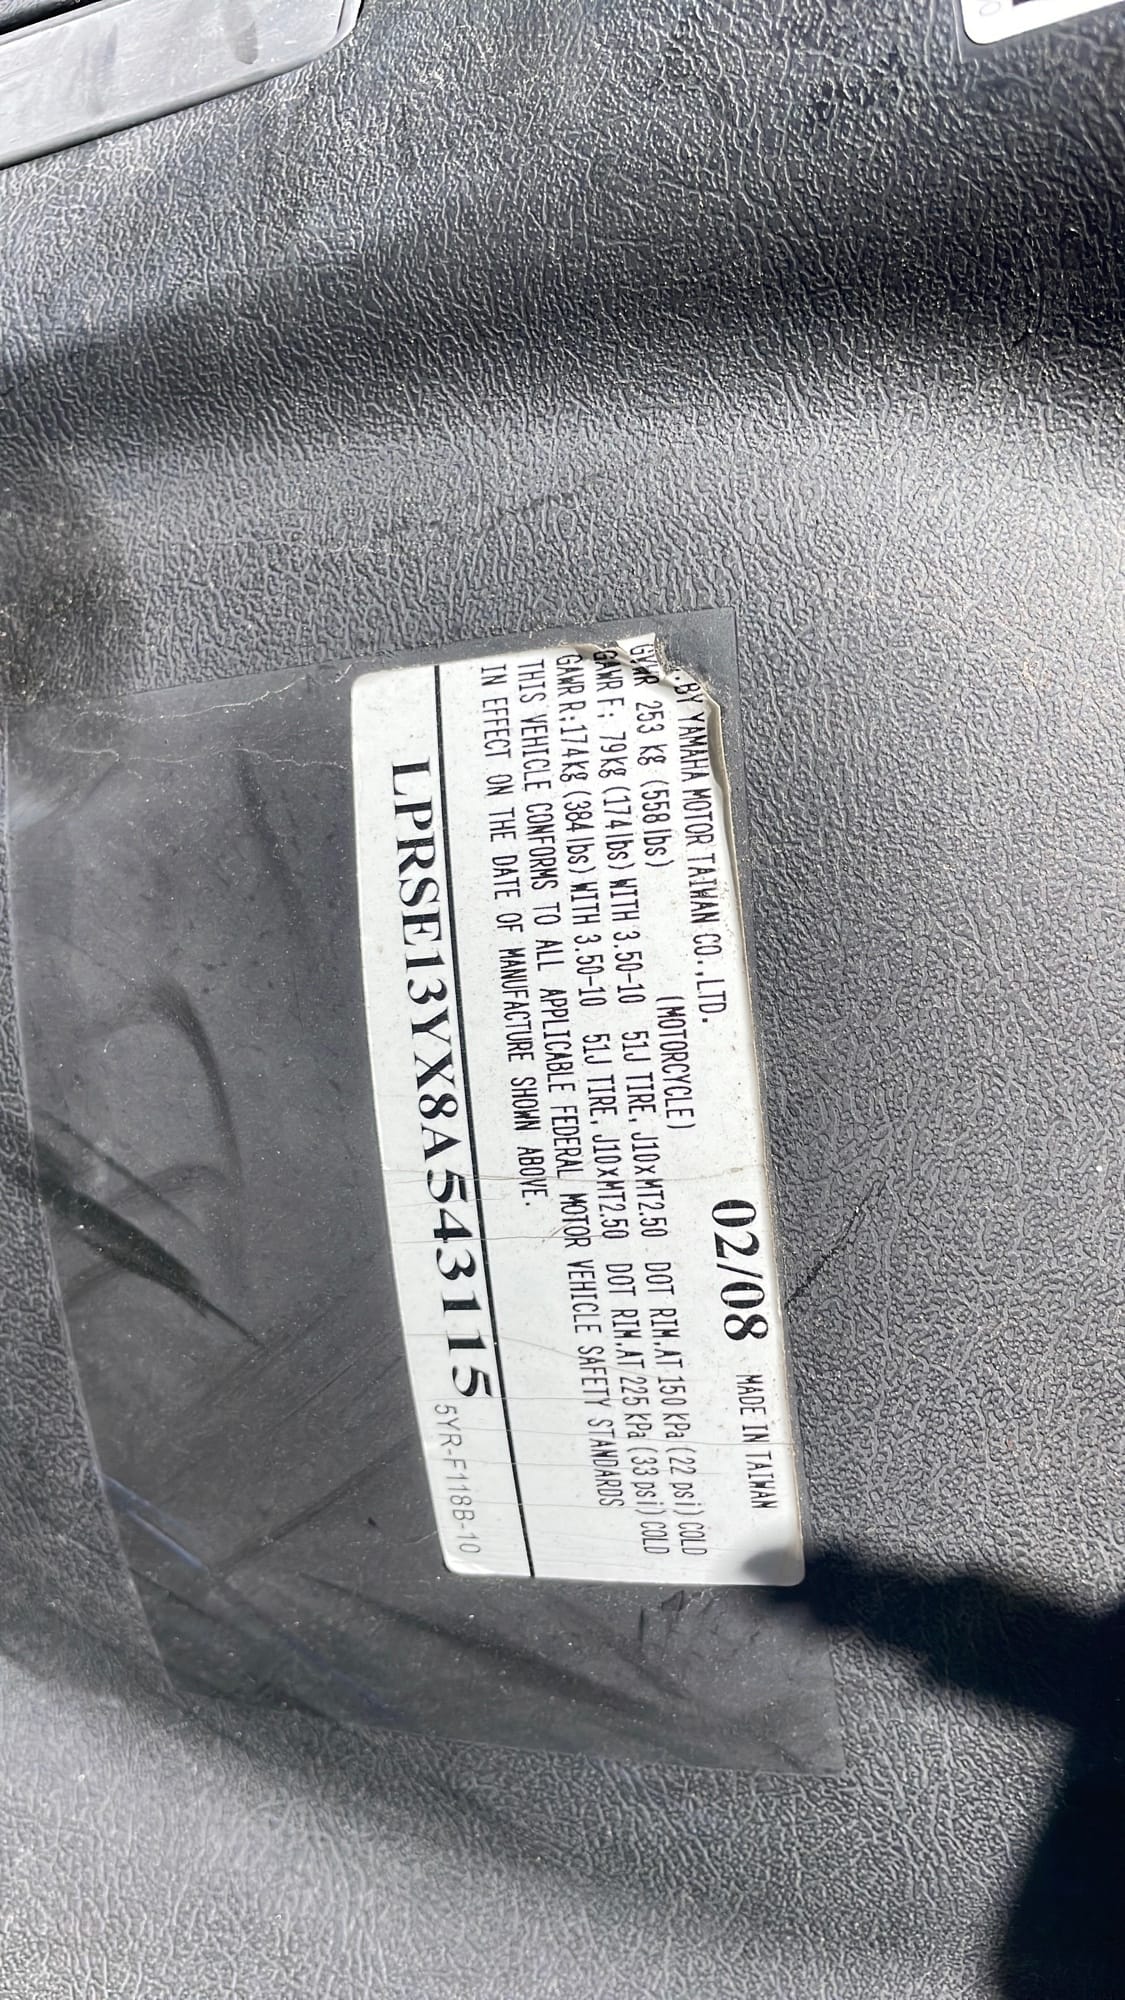 . BY YAMAHA MOTOR TAIWAN CO.,LTD. 02/08 MADE IN TAIWAN
GVWR 253 kg (558 lbs) (MOTORCYCLE)
GAWR F: 79kg (174 lbs) WITH 3.50-10 51J TIRE, J10xMT2.50 DOT RIM,AT 150 kPa (22 psi) COLD
GAWR R:174kg (384 lbs) WITH 3.50-10 51J TIRE, J10xMT2.50 DOT RIM,AT 225 kPa (33 psi) COLD
THIS VEHICLE CONFORMS TO ALL APPLICABLE FEDERAL MOTOR VEHICLE SAFETY STANDARDS
IN EFFECT ON THE DATE OF MANUFACTURE SHOWN ABOVE.
LPRSE13YX8A543115 5YR-F118B-10